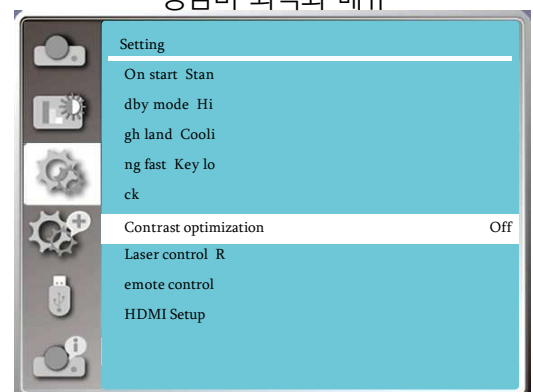 Setting
On start Stan
dby mode Hi
gh land Cooli
ng fast Key lo
ck
Contrast optimization Off
Laser control R
emote control
HDMI Setup